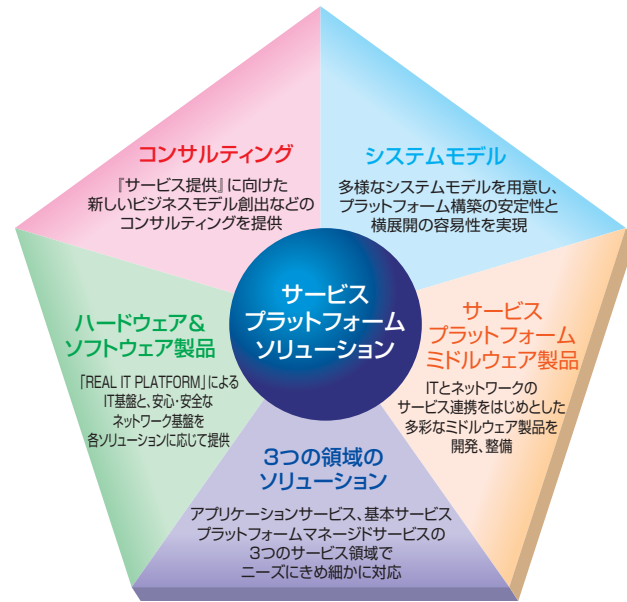 コンサルティング
『サービス提供』に向けた
新しいビジネスモデル創出などの
コンサルティングを提供
システムモデル
多様なシステムモデルを用意し、
プラットフォーム構築の安定性と
横展開の容易性を実現
サービス
プラットフォーム
ソリューション
ハードウェア&
ソフトウェア製品
「REAL IT PLATFORM」による
IT基盤と、安心・安全な
ネットワーク基盤を
各ソリューションに応じて提供
サービス
プラットフォーム
ミドルウェア製品
ITとネットワークの
サービス連携をはじめとした
多彩なミドルウェア製品を
開発、整備
3つの領域の
ソリューション
アプリケーションサービス、基本サービス
プラットフォームマネージドサービスの
3つのサービス領域で
ニーズにきめ細かに対応